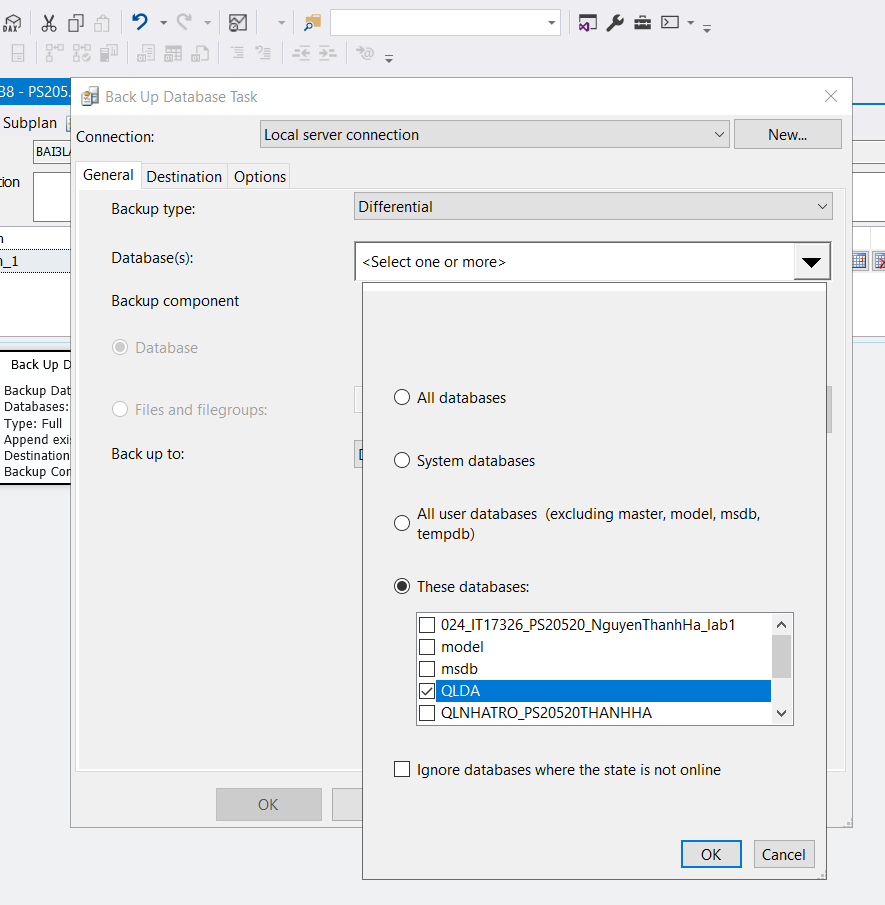 DAX
38 - PS205
Back Up Database Task
Subplan
Connection:
Local server connection
New...
BAI3LA
General
Destination
Options
tion
Backup type:
Differential
Database(s):
<Select one or more>
n_1
Backup component
Database
Files and filegroups:
Back up to:
Back Up D
Backup Dat
Databases:
Type: Full
Append exi
Destination
Backup Cor
All databases
System databases
All user databases (excluding master, model, msdb,
tempdb)
These databases:
024_IT17326_PS20520_NguyenThanhHa_lab1
model
msdb
QLDA
QLNHATRO_PS20520THANHHA
Ignore databases where the state is not online
OK
OK
Cancel